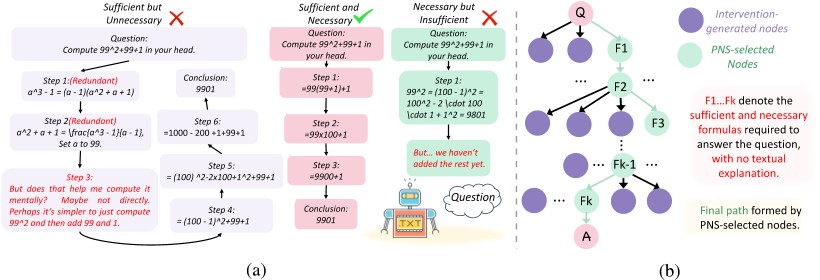 Sufficient but
Unnecessary
Question:
Compute 99^2+99+1 in your head.
Step 1:(Redundant)
a^3 - 1 = (a - 1)(a^2 + a + 1)
Step 2(Redundant)
a^2 + a + 1 = \frac{a^3 - 1}{a - 1},
Set a to 99.
Step 3:
But does that help me compute it
mentally? Maybe not directly.
Perhaps it's simpler to just compute
99^2 and then add 99 and 1.
Conclusion:
9901
Step 6:
=1000 - 200 +1+99+1
Step 5:
= (100) ^2-2x100+1^2+99+1
Step 4:
= (100 - 1)^2+99+1
Sufficient and
Necessary
Question:
Compute 99^2+99+1 in
your head.
Step 1:
=99(99+1)+1
Step 2:
=99x100+1
Step 3:
=9900+1
Conclusion:
9901
Necessary but
Insufficient
Question:
Compute 99^2+99+1 in
your head.
Step 1:
99^2 = (100 - 1)^2 =
100^2 - 2 \cdot 100
\cdot 1 + 1^2 = 9801
But... we haven't
added the rest yet.
TXT
Question
(a)
Q
F1
...
...
F2
F3
...
...
Fk-1
...
...
Fk
...
A
Intervention-
generated nodes
PNS-selected
Nodes
F1...Fk denote the
sufficient and necessary
formulas required to
answer the question,
with no textual
explanation.
Final path formed by
PNS-selected nodes.
(b)